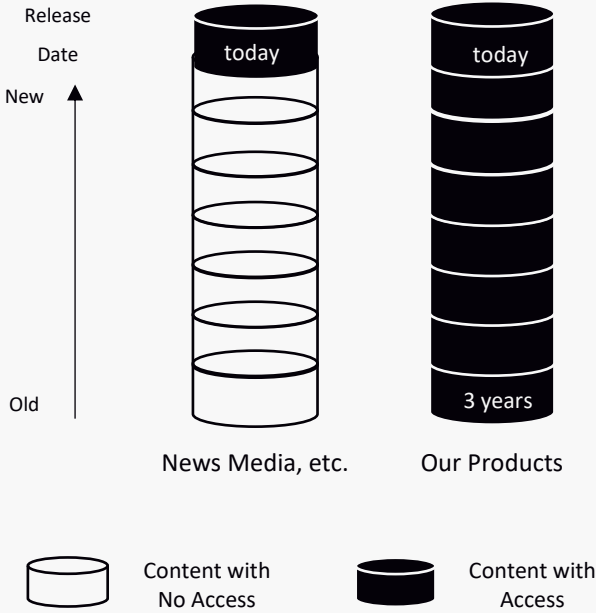 Release
Date
New
today
today
Old
3 years
News Media, etc.
Our Products
Content with
No Access
Content with
Access